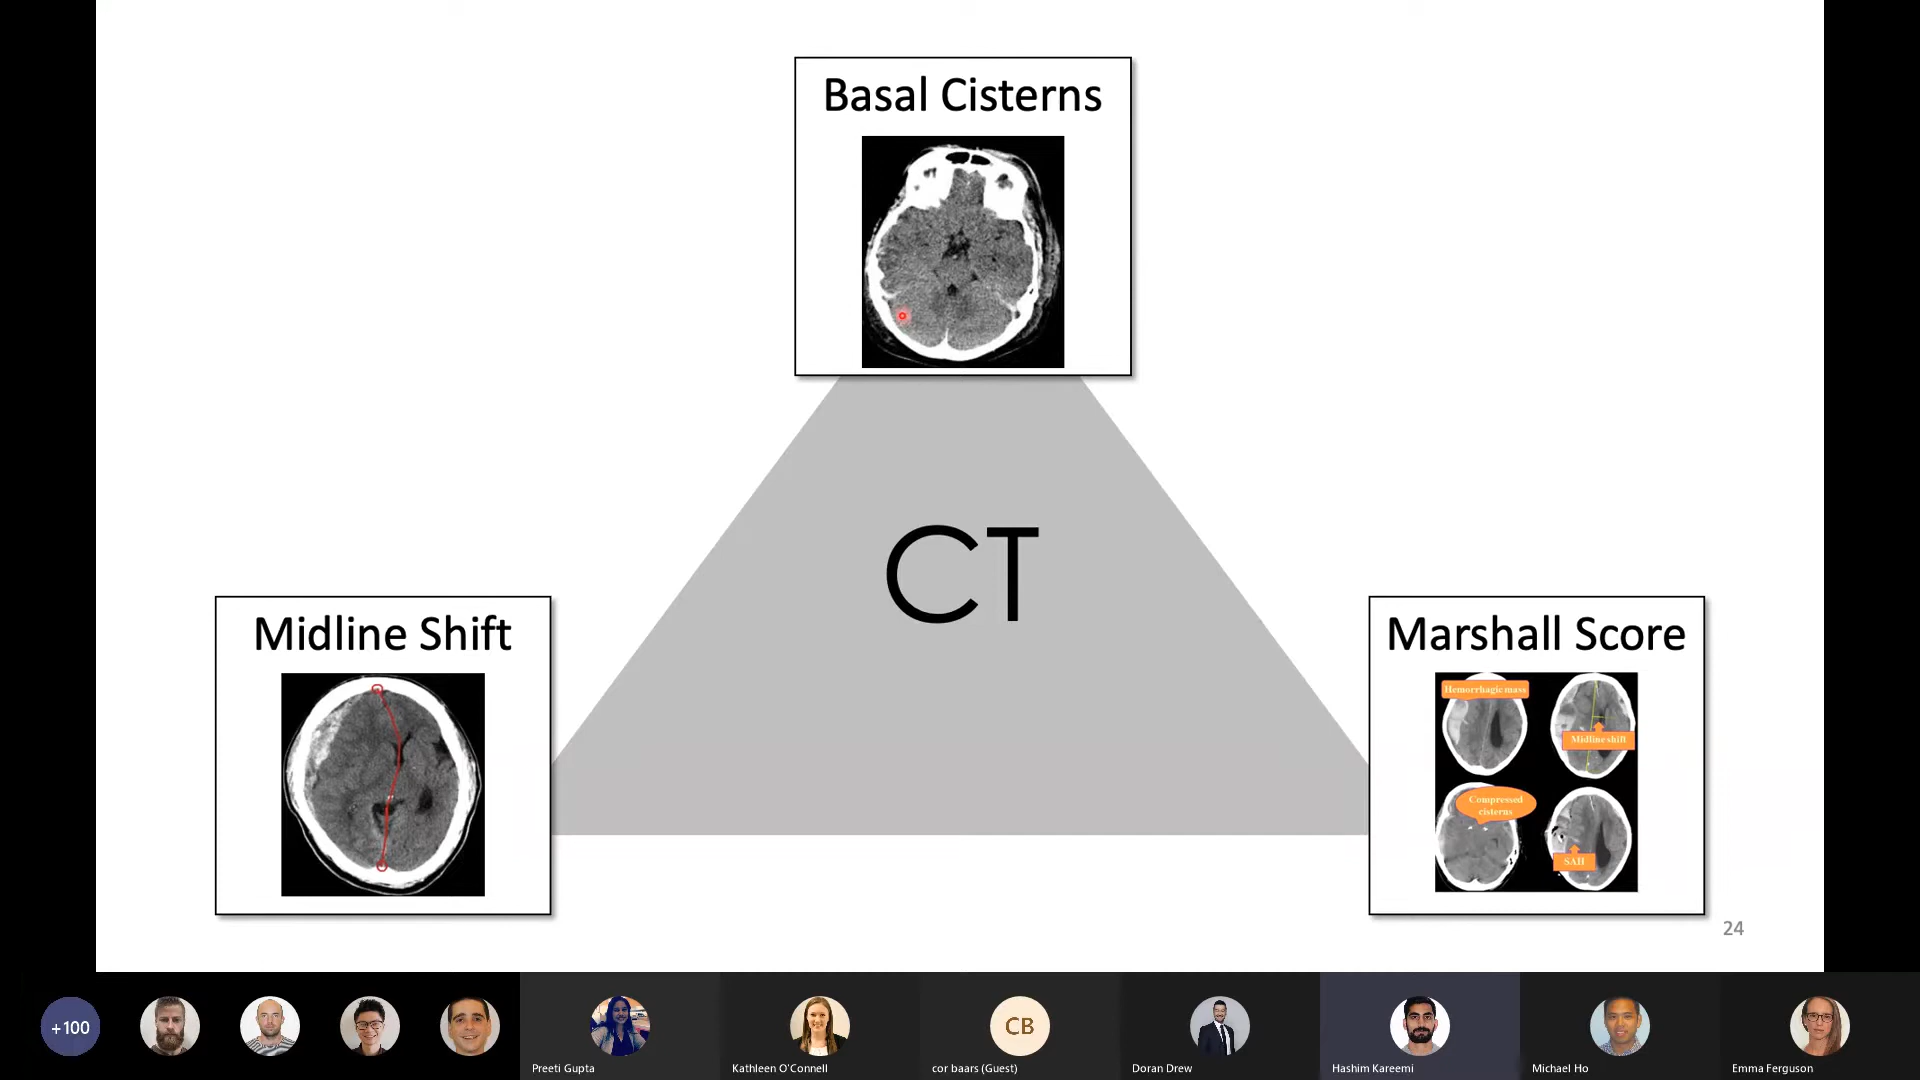 Basal Cisterns
CT
Midline Shift
Marshall Score
Hemorrhagic mass
Midline shift
Compressed
cisterns
SAH
24
+100
CB
Preeti Gupta
Kathleen O'Connell
cor baars (Guest)
Doran Drew
Hashim Kareemi
Michael Ho
Emma Ferguson